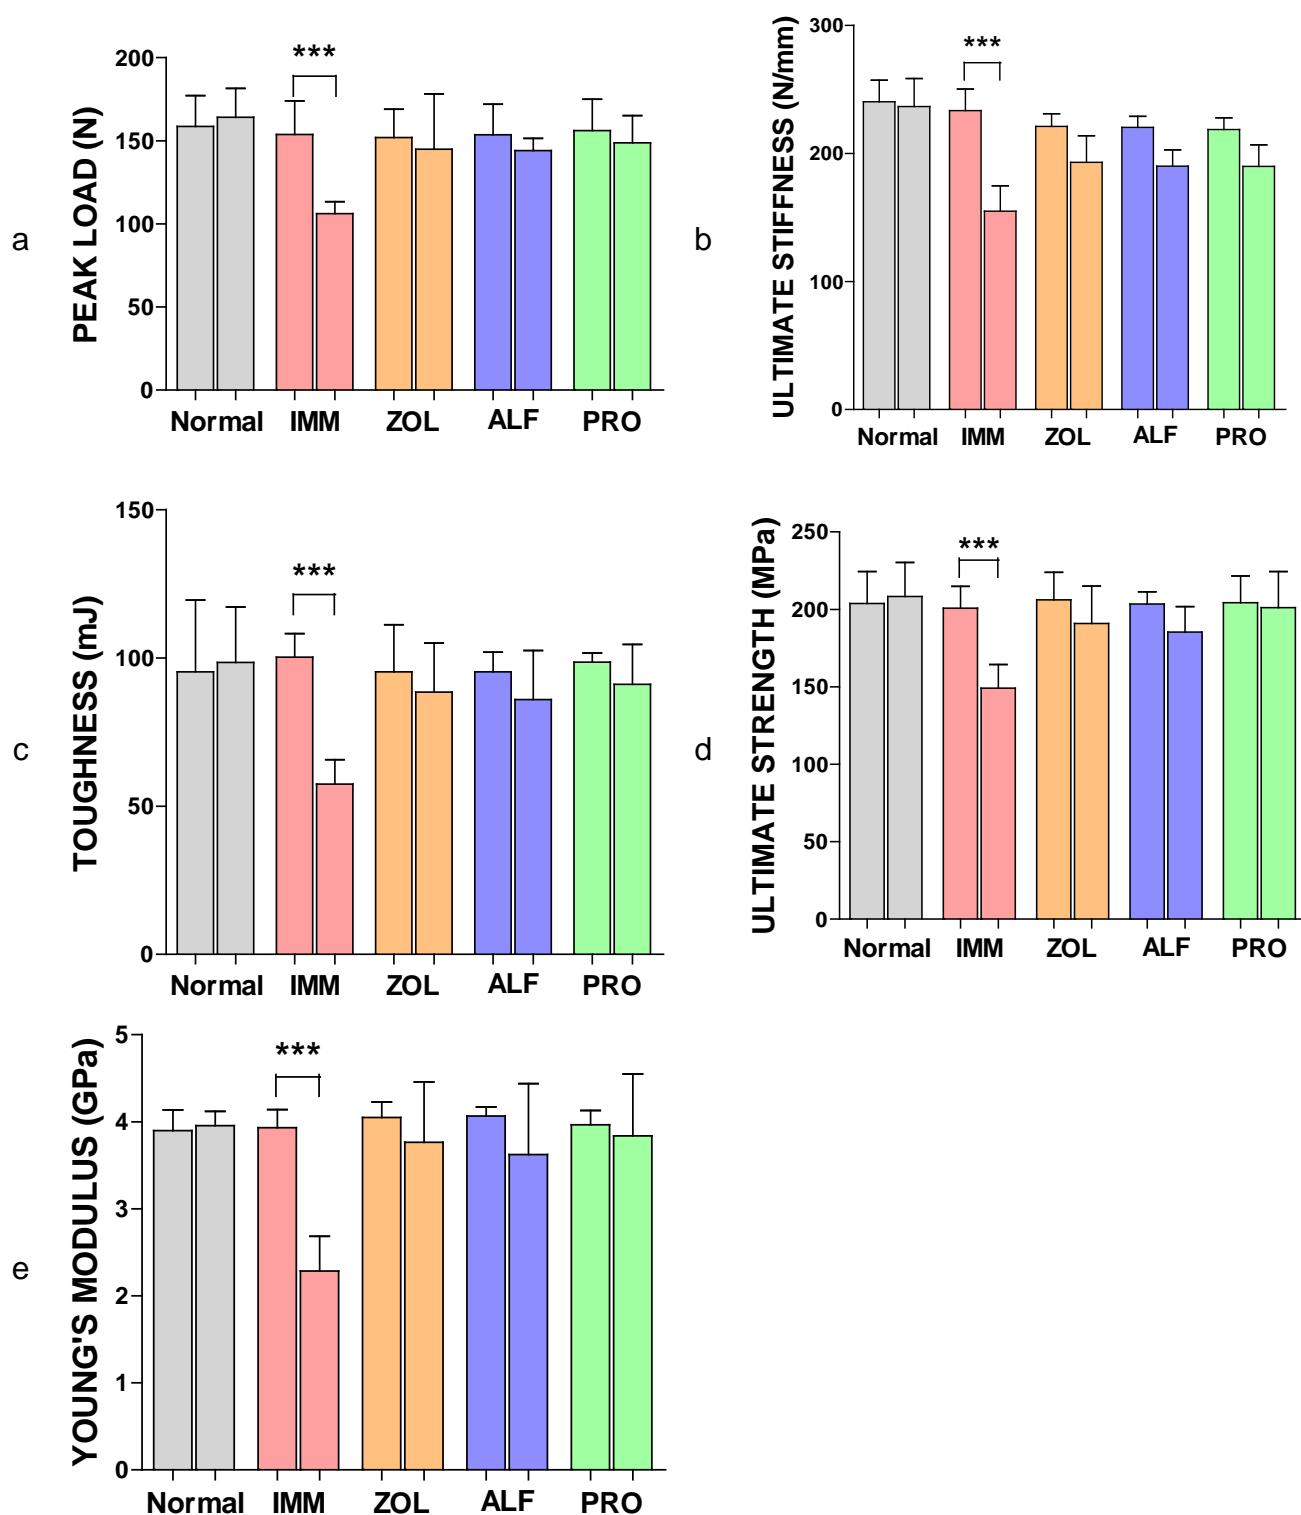 a
PEAK LOAD (N)
200
150
100
50
0
***
Normal IMM ZOL ALF PRO
b
ULTIMATE STIFFNESS (N/mm)
300
200
100
0
***
Normal IMM ZOL ALF PRO
c
TOUGHNESS (mJ)
150
100
50
0
***
Normal IMM ZOL ALF PRO
d
ULTIMATE STRENGTH (MPa)
250
200
150
100
50
0
***
Normal IMM ZOL ALF PRO
e
YOUNG'S MODULUS (GPa)
5
4
3
2
1
0
***
Normal IMM ZOL ALF PRO